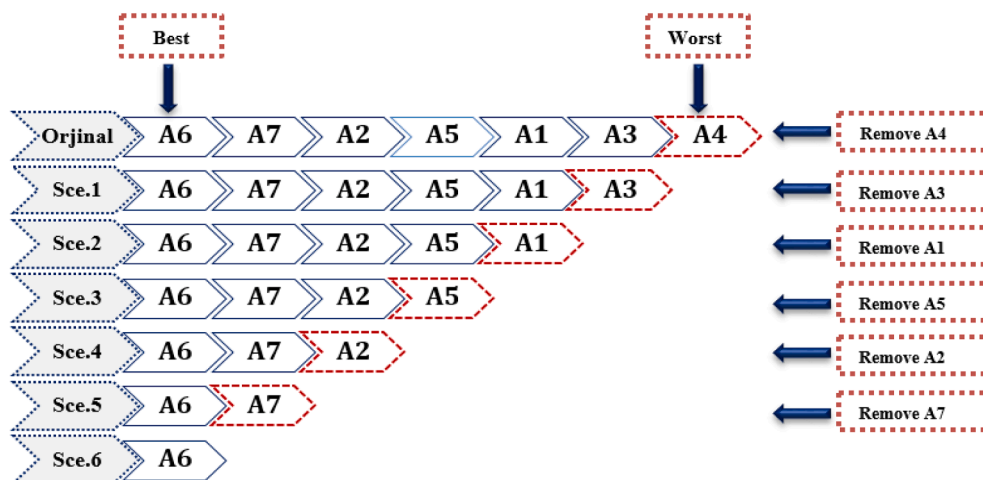 Best Worst
Orjinal A6 A7 A2 A5 A1 A3 A4 Remove A4
Sce.1 A6 A7 A2 A5 A1 A3 Remove A3
Sce.2 A6 A7 A2 A5 A1 Remove A1
Sce.3 A6 A7 A2 A5 Remove A5
Sce.4 A6 A7 A2 Remove A2
Sce.5 A6 A7 Remove A7
Sce.6 A6